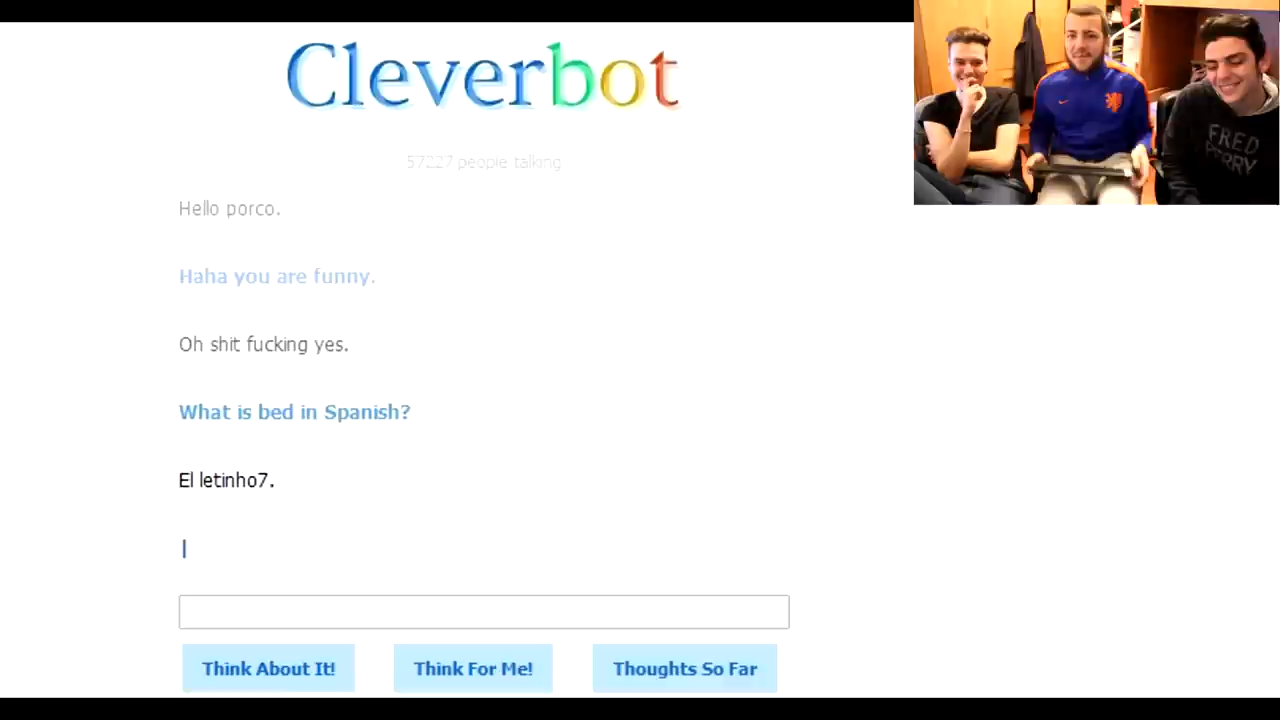 Cleverbot
57227 people talking
Hello porco.
Haha you are funny.
Oh shit fucking yes.
What is bed in Spanish?
El letinho7.
Think About It!
Think For Me!
Thoughts So Far
FRED
PERRY